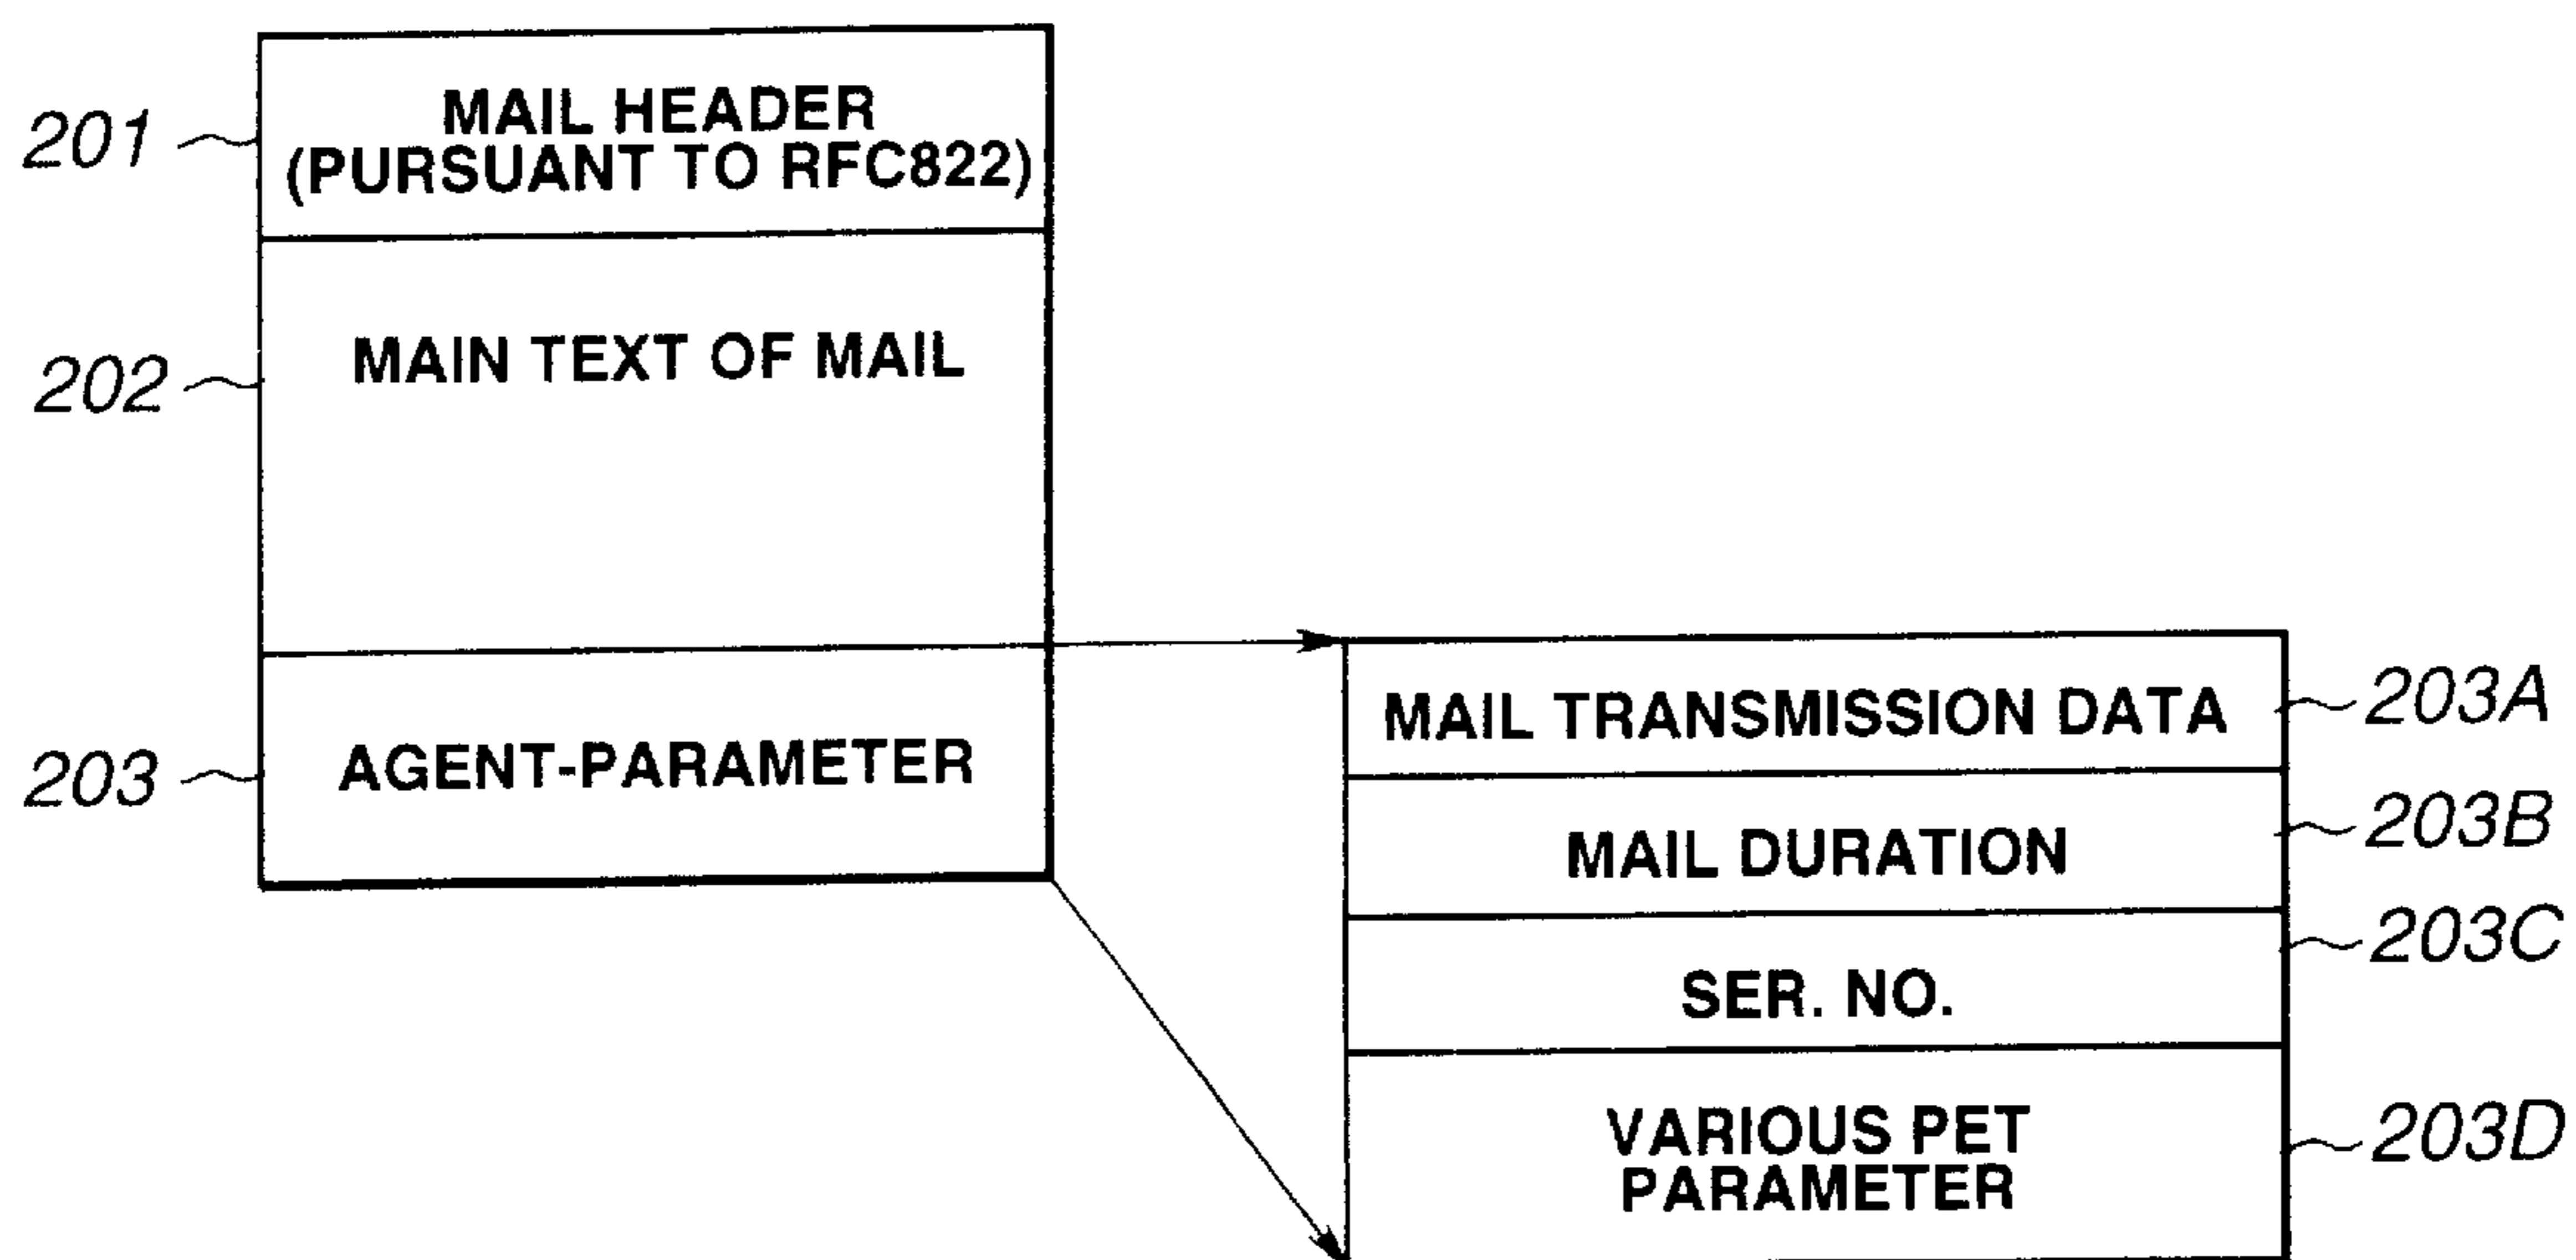 201
MAIL HEADER
(PURSUANT TO RFC822)
202
MAIN TEXT OF MAIL
203
AGENT-PARAMETER
MAIL TRANSMISSION DATA
203A
MAIL DURATION
203B
SER. NO.
203C
VARIOUS PET
PARAMETER
203D